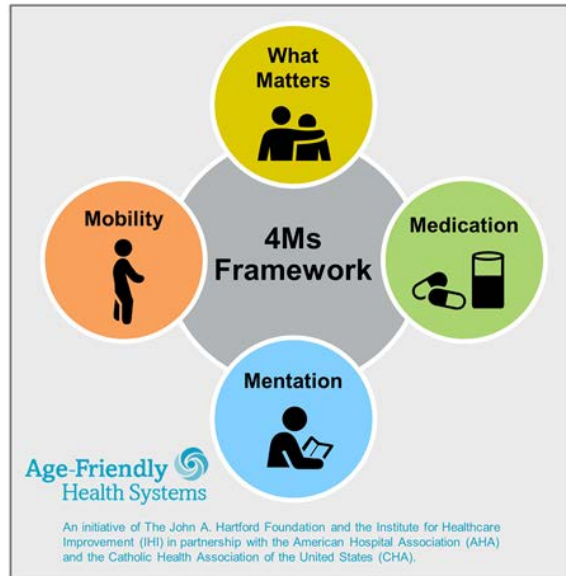 What
Matters
Mobility
4Ms
Framework
Medication
Mentation
Age-Friendly
Health Systems
An initiative of The John A. Hartford Foundation and the Institute for Healthcare
Improvement (IHI) in partnership with the American Hospital Association (AHA)
and the Catholic Health Association of the United States (CHA).